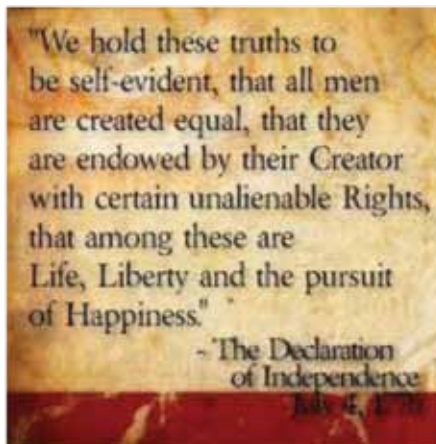 "We hold these truths to
be self-evident, that all men
are created equal, that they
are endowed by their Creator
with certain unalienable Rights,
that among these are
Life, Liberty and the pursuit
of Happiness."
- The Declaration
of Independence
July 4, 1776